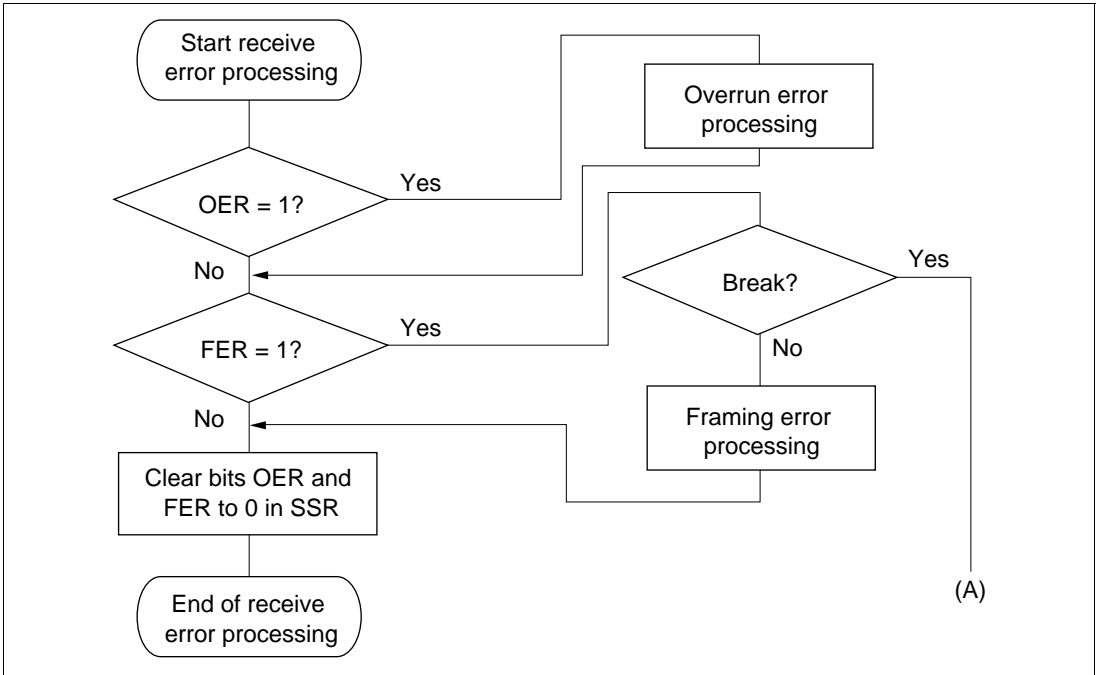 Start receive
error processing
Overrun error
processing
Yes
OER = 1?
No
Yes
Break?
Yes
FER = 1?
No
No
Framing error
processing
Clear bits OER and
FER to 0 in SSR
(A)
End of receive
error processing